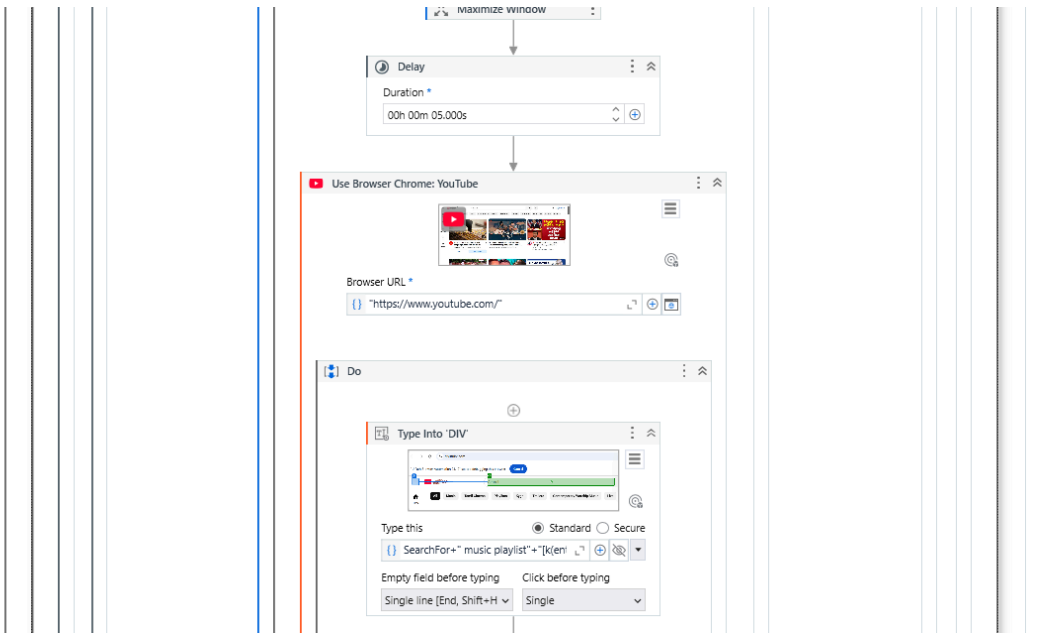 Maximize Window
Delay
Duration *
00h 00m 05.000s
Use Browser Chrome: YouTube
Browser URL *
"https://www.youtube.com/"
Do
Type Into 'DIV'
All Music
Type this
Standard Secure
SearchFor+" music playlist"+"[k(ent
Empty field before typing Click before typing
Single line [End, Shift+H Single